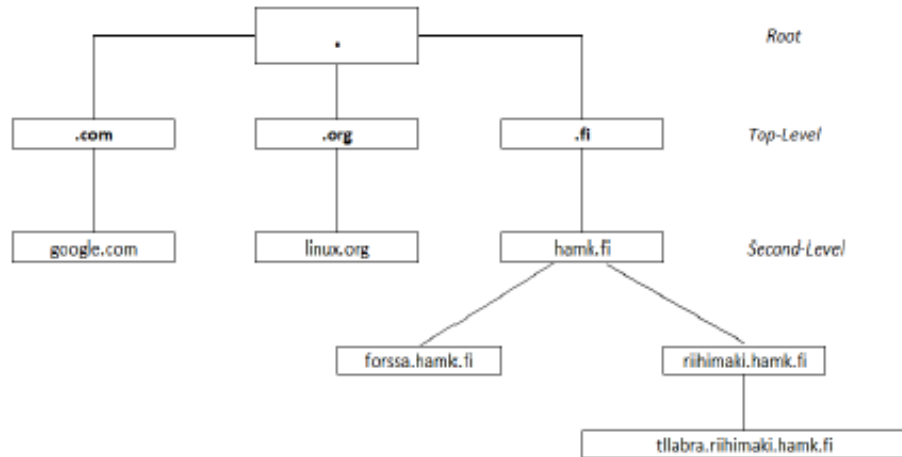 . Root
.com .org .fi Top-Level
google.com linux.org hamk.fi Second-Level
forssa.hamk.fi riihimaki.hamk.fi
tllabra.riihimaki.hamk.fi